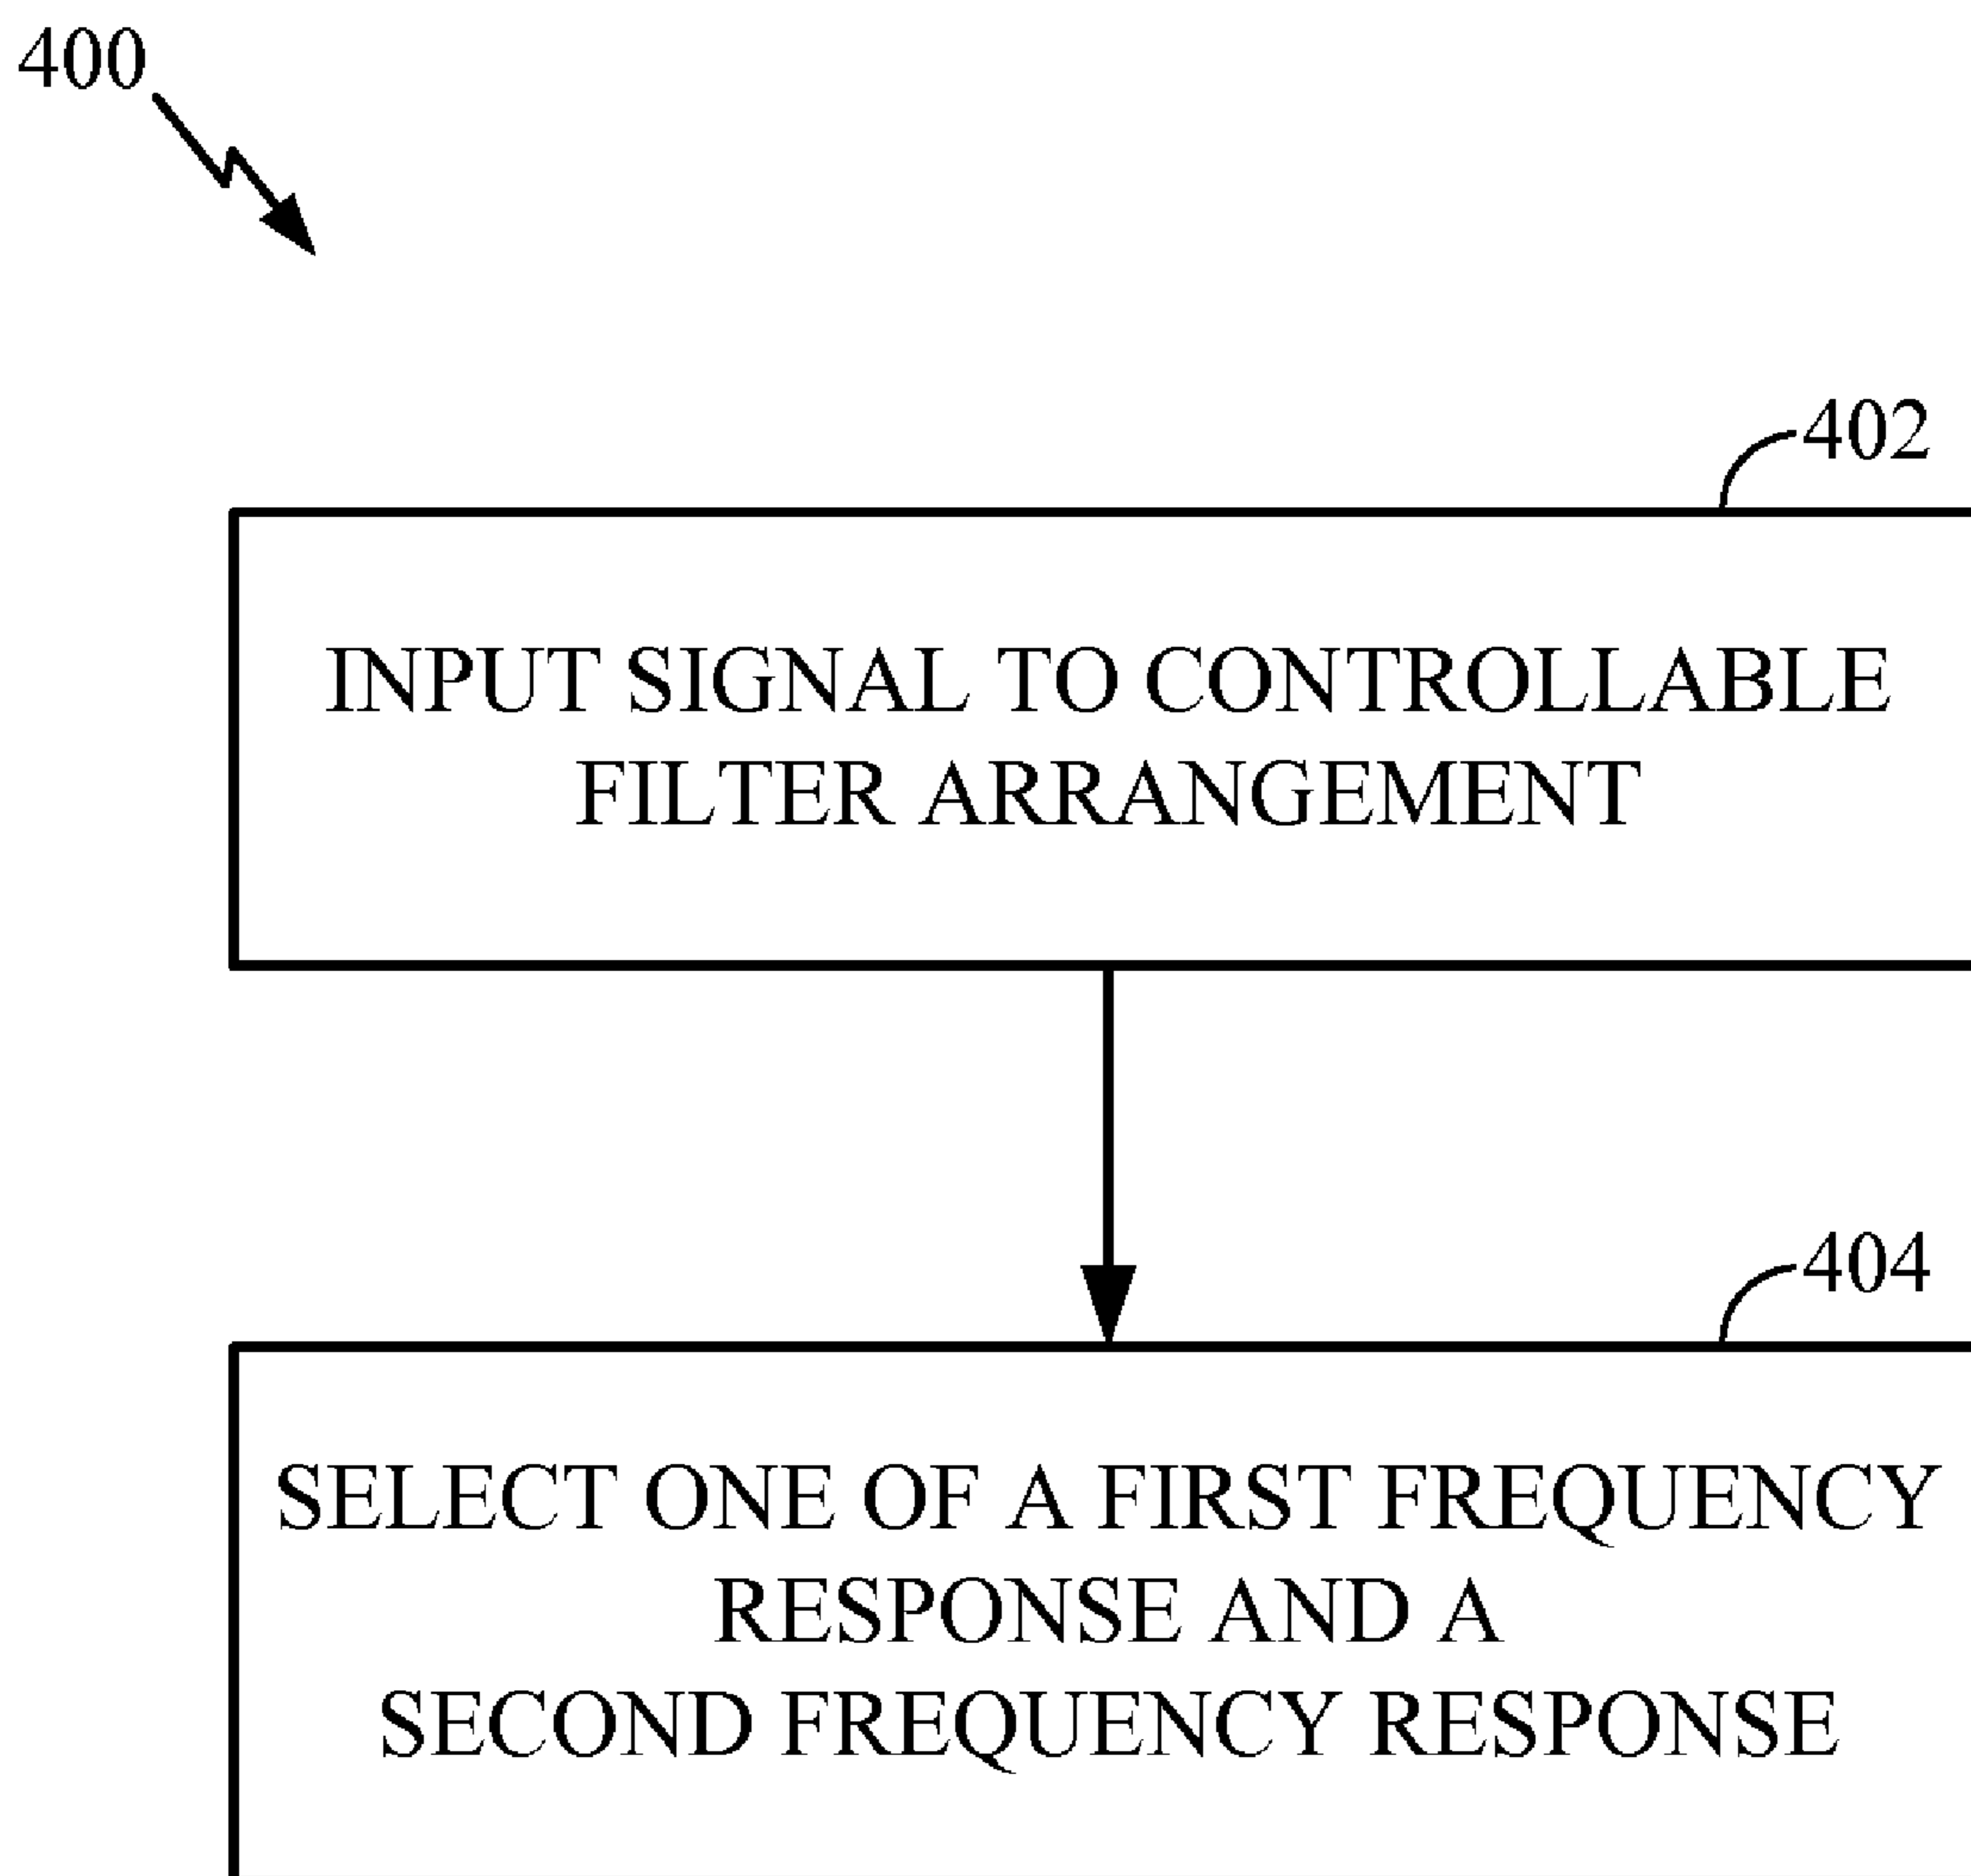 400
402
INPUT SIGNAL TO CONTROLLABLE
FILTER ARRANGEMENT
404
SELECT ONE OF A FIRST FREQUENCY
RESPONSE AND A
SECOND FREQUENCY RESPONSE